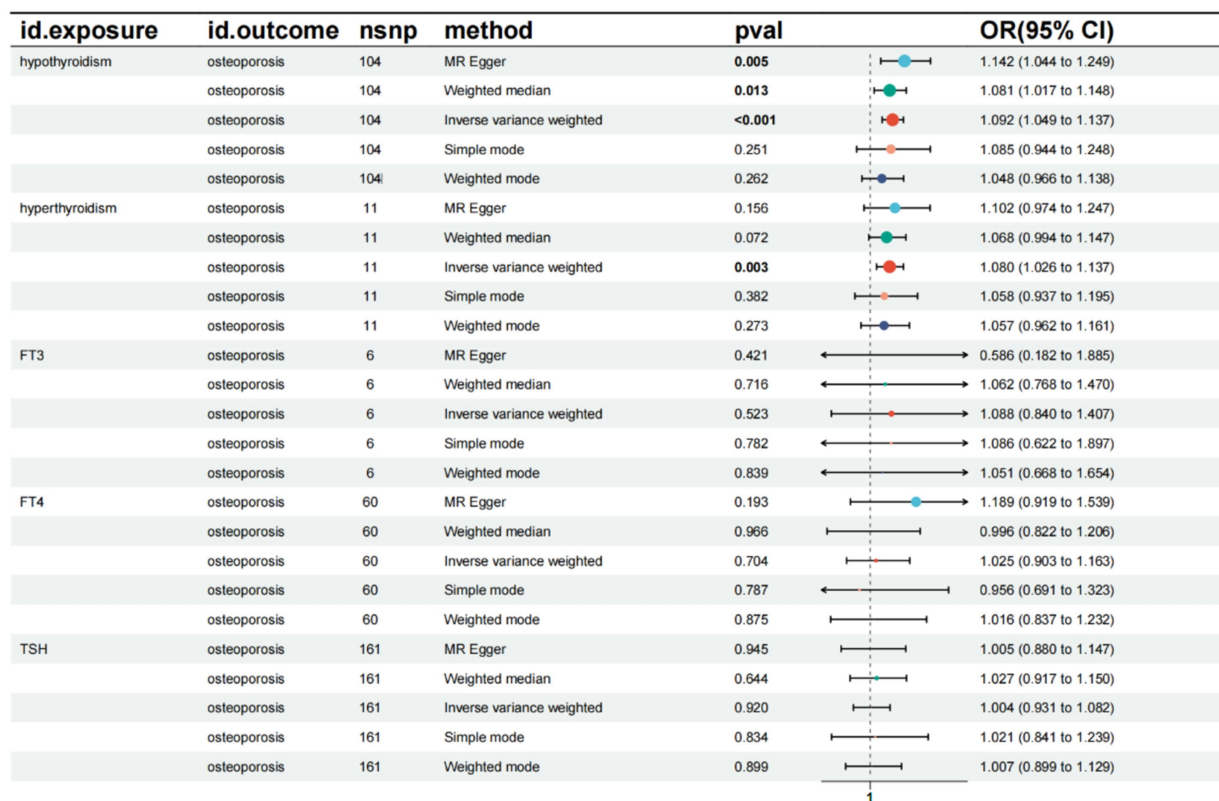 id.exposure id.outcome nsnp method pval OR(95% CI)
hypothyroidism osteoporosis 104 MR Egger 0.005 1.142 (1.044 to 1.249)
osteoporosis 104 Weighted median 0.013 1.081 (1.017 to 1.148)
osteoporosis 104 Inverse variance weighted <0.001 1.092 (1.049 to 1.137)
osteoporosis 104 Simple mode 0.251 1.085 (0.944 to 1.248)
osteoporosis 104 Weighted mode 0.262 1.048 (0.966 to 1.138)
hyperthyroidism osteoporosis 11 MR Egger 0.156 1.102 (0.974 to 1.247)
osteoporosis 11 Weighted median 0.072 1.068 (0.994 to 1.147)
osteoporosis 11 Inverse variance weighted 0.003 1.080 (1.026 to 1.137)
osteoporosis 11 Simple mode 0.382 1.058 (0.937 to 1.195)
osteoporosis 11 Weighted mode 0.273 1.057 (0.962 to 1.161)
FT3 osteoporosis 6 MR Egger 0.421 0.586 (0.182 to 1.885)
osteoporosis 6 Weighted median 0.716 1.062 (0.768 to 1.470)
osteoporosis 6 Inverse variance weighted 0.523 1.088 (0.840 to 1.407)
osteoporosis 6 Simple mode 0.782 1.086 (0.622 to 1.897)
osteoporosis 6 Weighted mode 0.839 1.051 (0.668 to 1.654)
FT4 osteoporosis 60 MR Egger 0.193 1.189 (0.919 to 1.539)
osteoporosis 60 Weighted median 0.966 0.996 (0.822 to 1.206)
osteoporosis 60 Inverse variance weighted 0.704 1.025 (0.903 to 1.163)
osteoporosis 60 Simple mode 0.787 0.956 (0.691 to 1.323)
osteoporosis 60 Weighted mode 0.875 1.016 (0.837 to 1.232)
TSH osteoporosis 161 MR Egger 0.945 1.005 (0.880 to 1.147)
osteoporosis 161 Weighted median 0.644 1.027 (0.917 to 1.150)
osteoporosis 161 Inverse variance weighted 0.920 1.004 (0.931 to 1.082)
osteoporosis 161 Simple mode 0.834 1.021 (0.841 to 1.239)
osteoporosis 161 Weighted mode 0.899 1.007 (0.899 to 1.129)
1